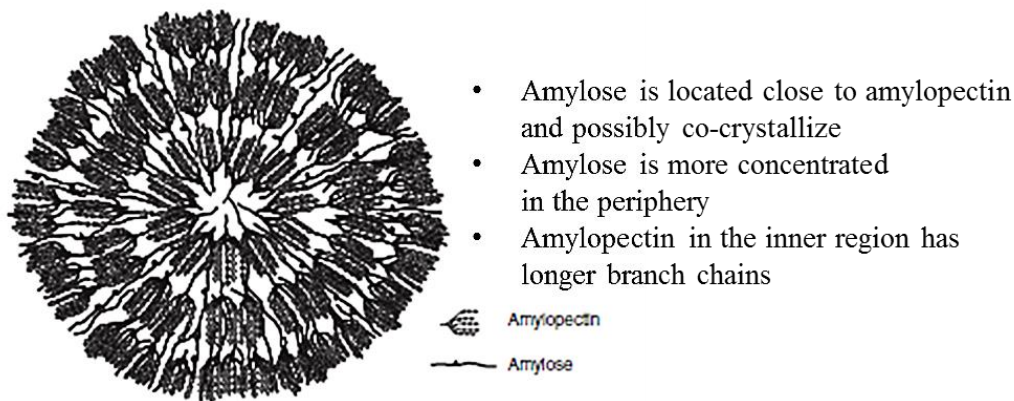 • Amylose is located close to amylopectin
and possibly co-crystallize
• Amylose is more concentrated
in the periphery
• Amylopectin in the inner region has
longer branch chains
Amylopectin
Amylose